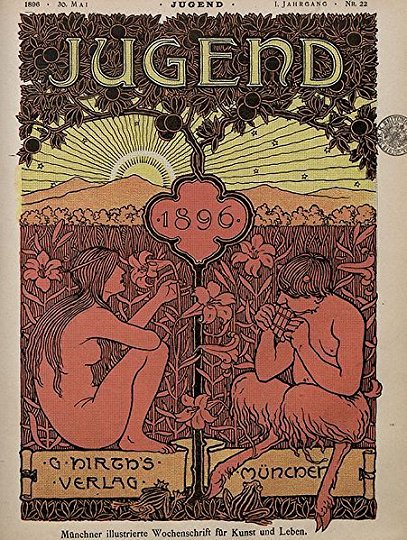 1896 · 30. MAI · JUGEND · I. JAHRGANG · NR. 22
JUGEND
·1896·
·G·HIRTH'S·
VERLAG·
MÜNCHEN
Münchner illustrierte Wochenschrift für Kunst und Leben.